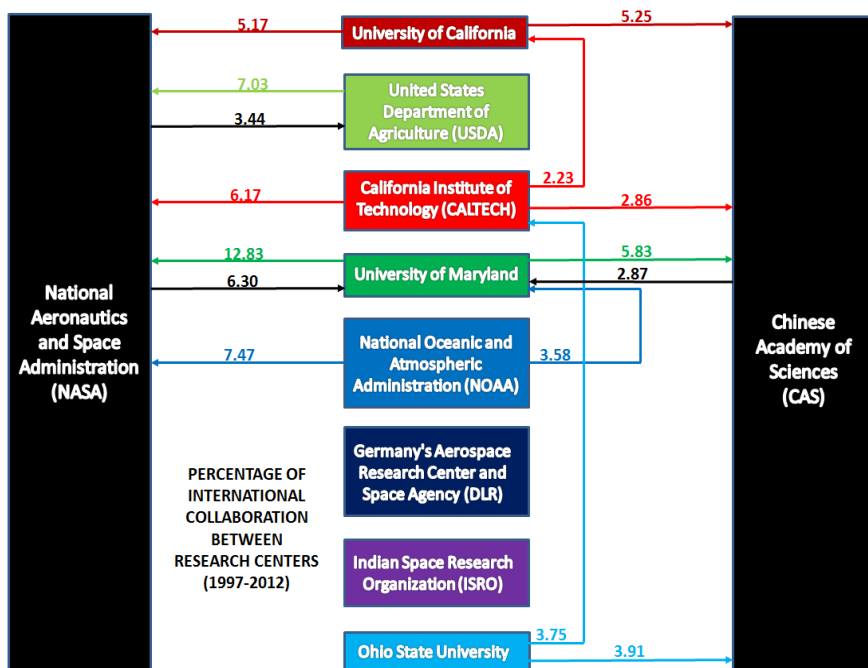 5.17
University of California
5.25
7.03
United States
Department of
Agriculture (USDA)
3.44
2.23
California Institute of
Technology (CALTECH)
6.17
2.86
12.83
University of Maryland
5.83
6.30
2.87
National
Aeronautics
and Space
Administration
(NASA)
Chinese
Academy of
Sciences
(CAS)
7.47
National Oceanic and
Atmospheric
Administration (NOAA)
3.58
Germany's Aerospace
Research Center and
Space Agency (DLR)
PERCENTAGE OF
INTERNATIONAL
COLLABORATION
BETWEEN
RESEARCH CENTERS
(1997-2012)
Indian Space Research
Organization (ISRO)
3.75
Ohio State University
3.91